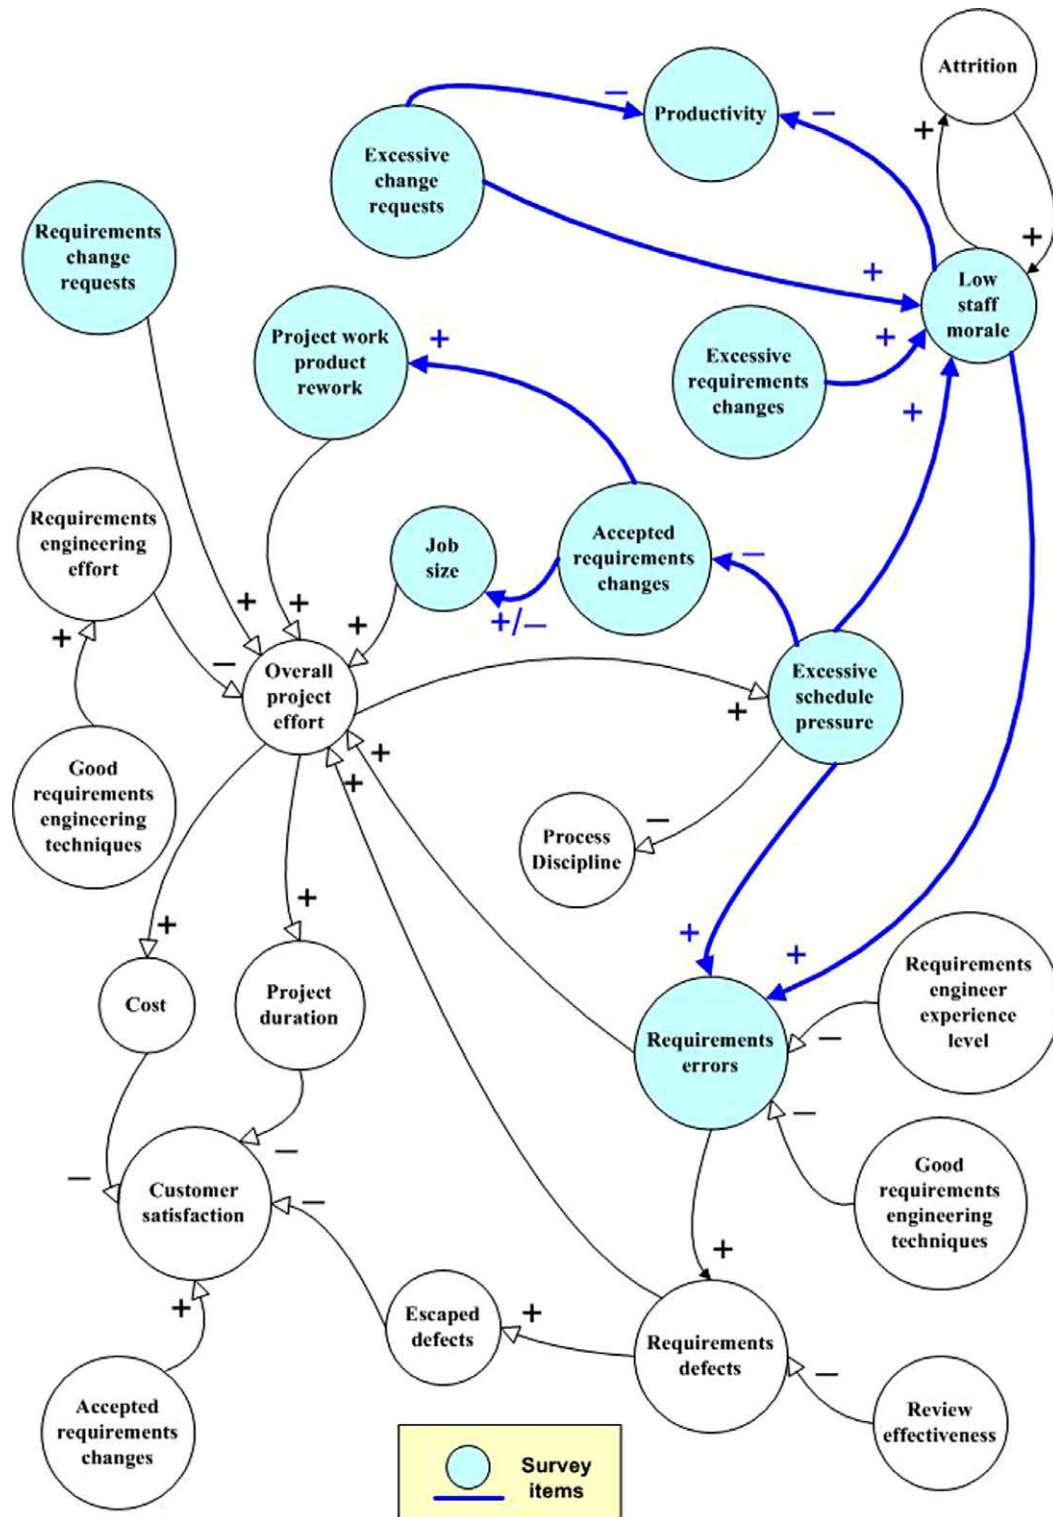 Attrition
+
+
–
Productivity
–
Excessive
change
requests
+
Requirements
change
requests
Low
staff
morale
Project work
product
rework
+
Excessive
requirements
changes
+
+
Requirements
engineering
effort
+
Job
size
Accepted
requirements
changes
–
+/–
+
+
+
–
Overall
project
effort
Excessive
schedule
pressure
+
Good
requirements
engineering
techniques
+
+
Process
Discipline
–
+
+
+
+
Cost
Project
duration
Requirements
engineer
experience
level
Requirements
errors
–
–
Good
requirements
engineering
techniques
–
–
Customer
satisfaction
–
+
+
Escaped
defects
+
Requirements
defects
–
Review
effectiveness
Accepted
requirements
changes
Survey
items